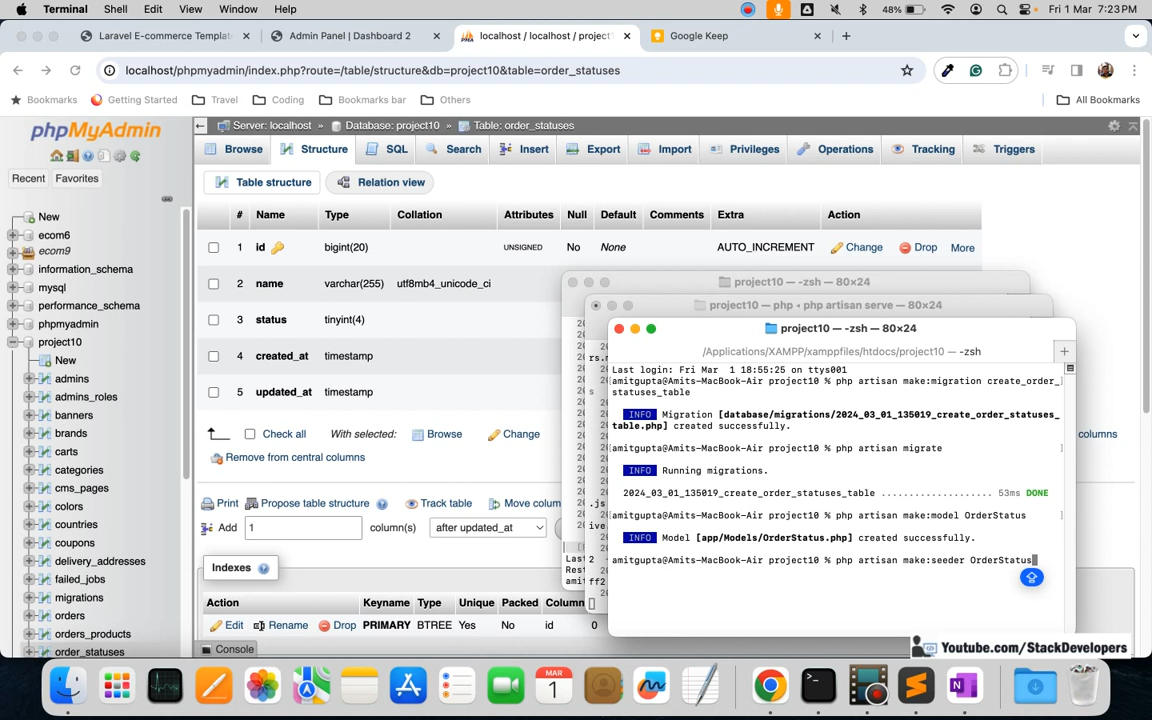 Terminal Shell Edit View Window Help 48% Fri 1 Mar 7:23 PM
Laravel E-commerce Templat × Admin Panel | Dashboard 2 × localhost / localhost / project1 × Google Keep × +
localhost/phpmyadmin/index.php?route=/table/structure&db=project10&table=order_statuses
Bookmarks Getting Started Travel Coding Bookmarks bar Others All Bookmarks
phpMyAdmin
Recent Favorites
New
ecom6
ecom9
information_schema
mysql
performance_schema
phpmyadmin
project10
New
admins
admins_roles
banners
brands
carts
categories
cms_pages
colors
countries
coupons
delivery_addresses
failed_jobs
migrations
orders
orders_products
order_statuses
Server: localhost » Database: project10 » Table: order_statuses
Browse Structure SQL Search Insert Export Import Privileges Operations Tracking Triggers
Table structure Relation view
# Name Type Collation Attributes Null Default Comments Extra Action
1 id bigint(20) UNSIGNED No None AUTO_INCREMENT Change Drop More
2 name varchar(255) utf8mb4_unicode_ci
3 status tinyint(4)
4 created_at timestamp
5 updated_at timestamp
Check all With selected: Browse Change
Remove from central columns
columns
Print Propose table structure Track table Move colum
Add 1 column(s) after updated_at
Indexes
Action Keyname Type Unique Packed Column
Edit Rename Drop PRIMARY BTREE Yes No id 0
Console
project10 — -zsh — 80×24
project10 — php ◂ php artisan serve — 80×24
project10 — -zsh — 80×24
/Applications/XAMPP/xamppfiles/htdocs/project10 — -zsh
Last login: Fri Mar  1 18:55:25 on ttys001
amitgupta@Amits-MacBook-Air project10 % php artisan make:migration create_order_
statuses_table
INFO Migration [database/migrations/2024_03_01_135019_create_order_statuses_
table.php] created successfully.
amitgupta@Amits-MacBook-Air project10 % php artisan migrate
INFO Running migrations.
2024_03_01_135019_create_order_statuses_table .................... 53ms DONE
amitgupta@Amits-MacBook-Air project10 % php artisan make:model OrderStatus
INFO Model [app/Models/OrderStatus.php] created successfully.
amitgupta@Amits-MacBook-Air project10 % php artisan make:seeder OrderStatus
Youtube.com/StackDevelopers
MAR
1